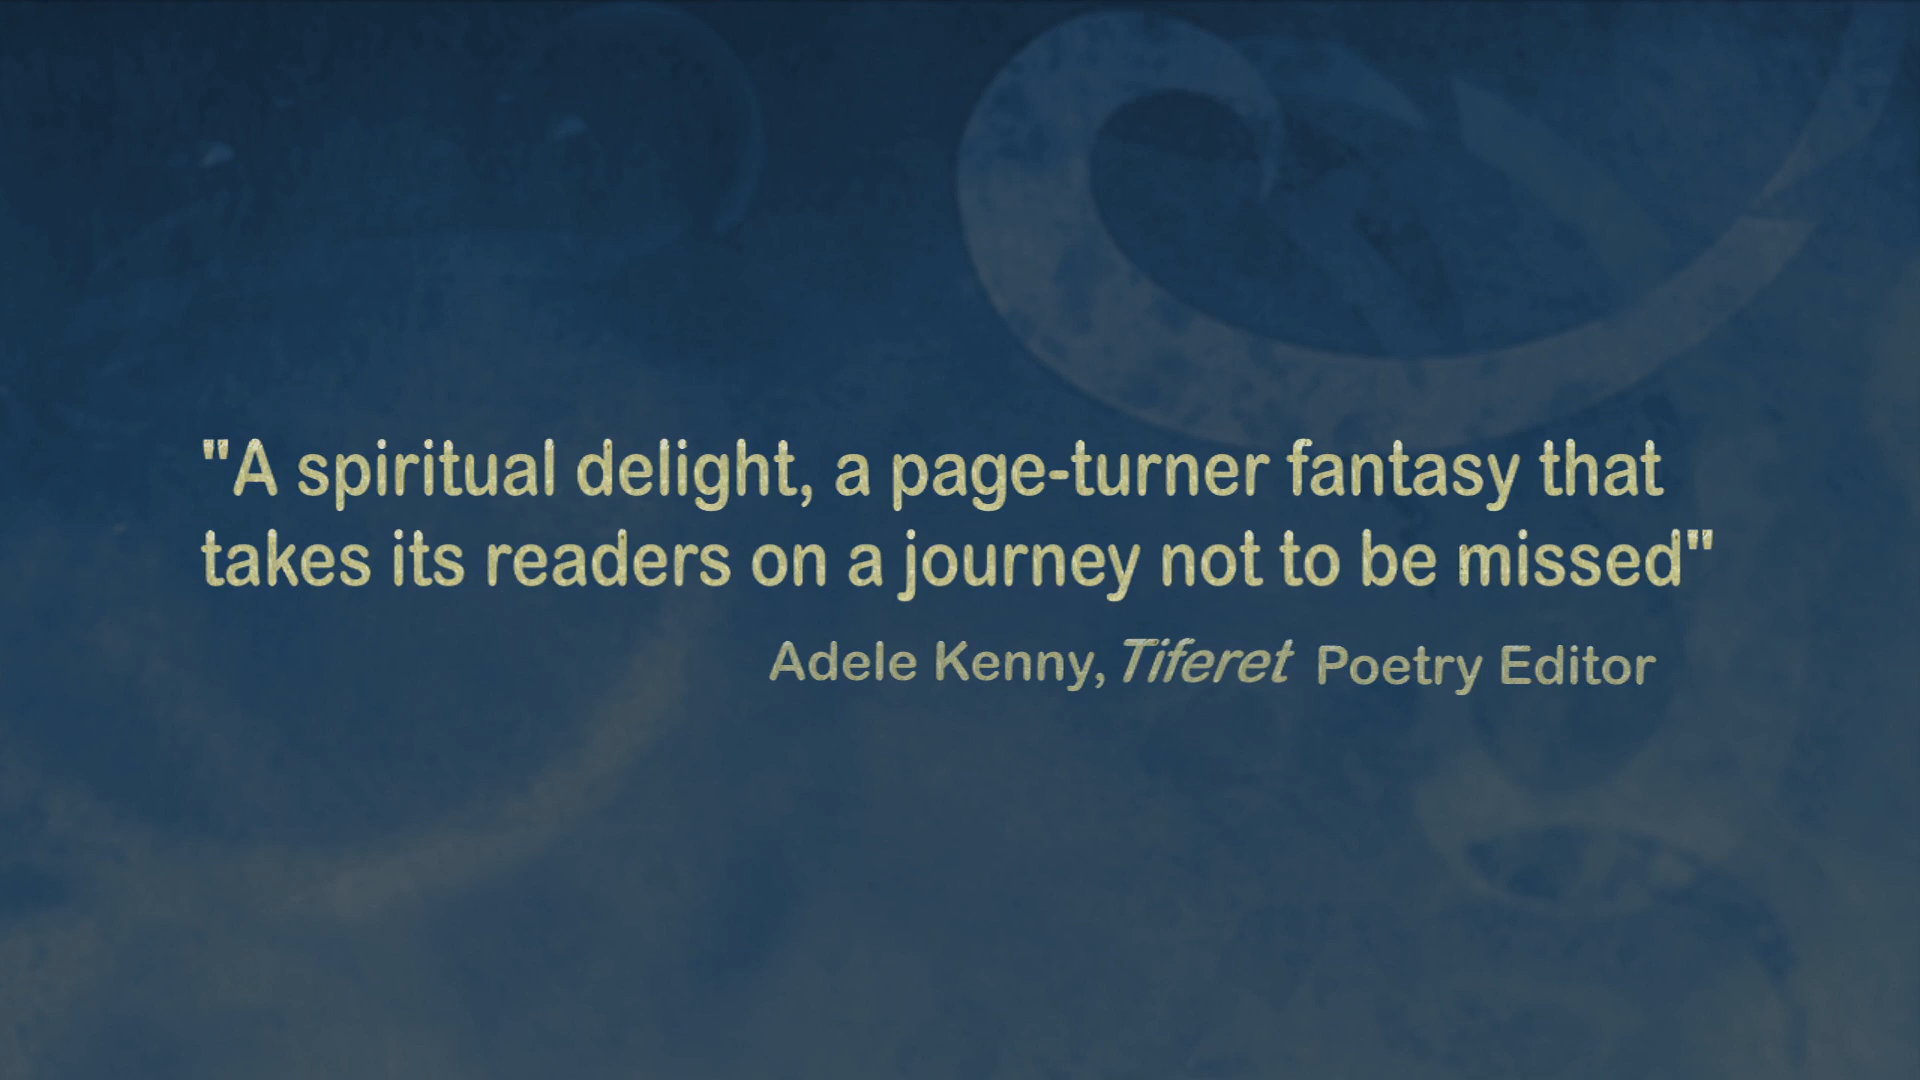 "A spiritual delight, a page-turner fantasy that
takes its readers on a journey not to be missed"
Adele Kenny, Tiferet Poetry Editor